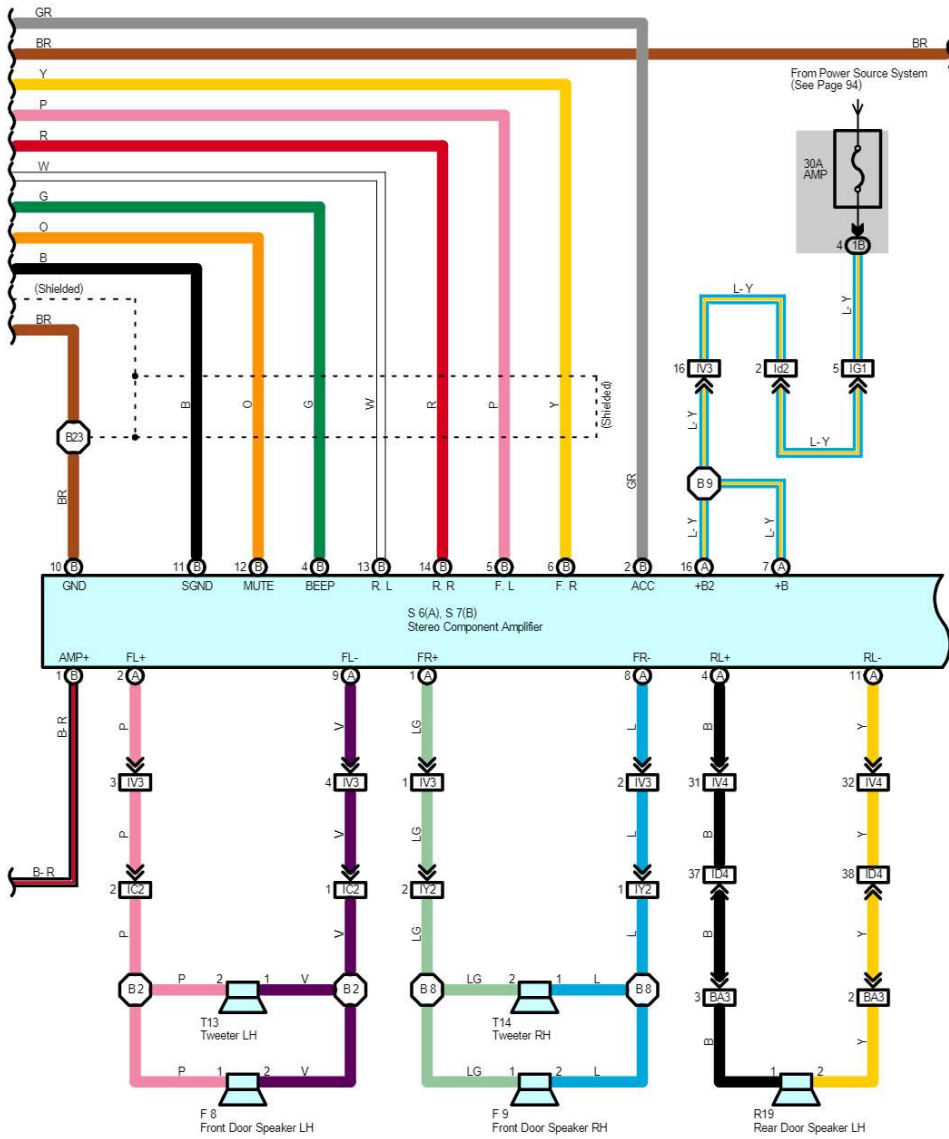 GR
BR
BR
Y
From Power Source System
(See Page 94)
P
R
30A
AMP
W
G
O
4 1B
B
(Shielded)
L- Y
L- Y
BR
16 IV3
2 Id2
5 IG1
B
O
G
W
R
P
Y
(Shielded)
L- Y
L- Y
B23
B 9
BR
GR
L- Y
L- Y
10 B
11 B
12 B
4 B
13 B
14 B
5 B
6 B
2 B
16 A
7 A
GND
SGND
MUTE
BEEP
R. L
R. R
F. L
F. R
ACC
+B2
+B
S 6(A), S 7(B)
Stereo Component Amplifier
AMP+
FL+
FL-
FR+
FR-
RL+
RL-
1 B
2 A
9 A
1 A
8 A
4 A
11 A
B- R
P
V
LG
L
B
Y
3 IV3
4 IV3
1 IV3
2 IV3
31 IV4
32 IV4
P
V
LG
L
B
Y
B- R
2 IC2
1 IC2
2 IY2
1 IY2
37 ID4
38 ID4
P
V
LG
L
B
Y
B 2
P 2
1 V
B 2
B 8
LG 2
1 L
B 8
3 BA3
2 BA3
T13
Tweeter LH
T14
Tweeter RH
B
Y
P 1
2 V
LG 1
2 L
1
2
F 8
Front Door Speaker LH
F 9
Front Door Speaker RH
R19
Rear Door Speaker LH